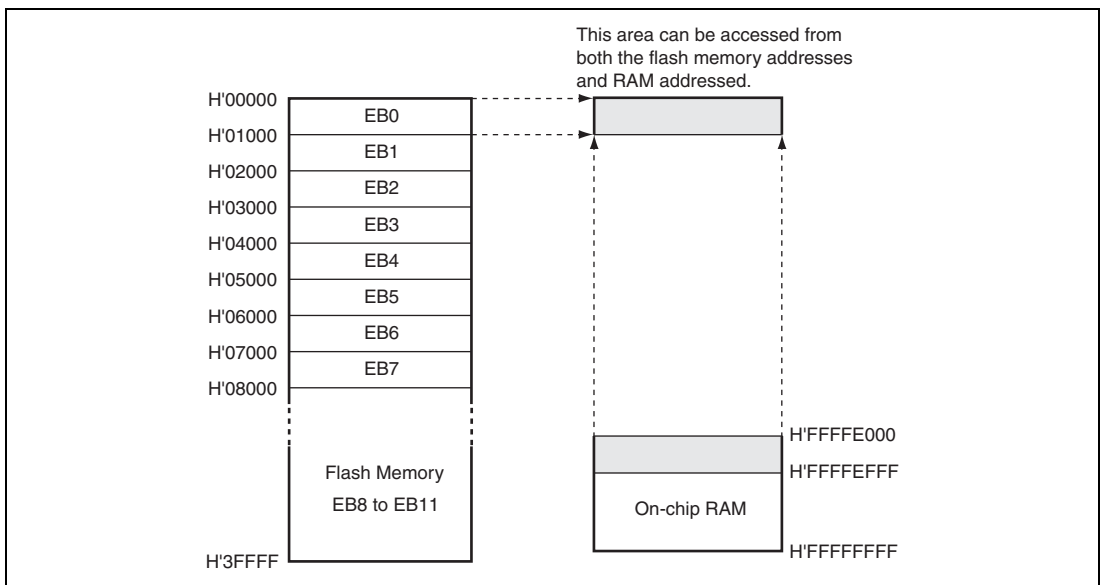 This area can be accessed from
both the flash memory addresses
and RAM addressed.
H'00000
EB0
H'01000
EB1
H'02000
EB2
H'03000
EB3
H'04000
EB4
H'05000
EB5
H'06000
EB6
H'07000
EB7
H'08000
H'FFFFE000
H'FFFFEFFF
Flash Memory
EB8 to EB11
On-chip RAM
H'3FFFF
H'FFFFFFFF